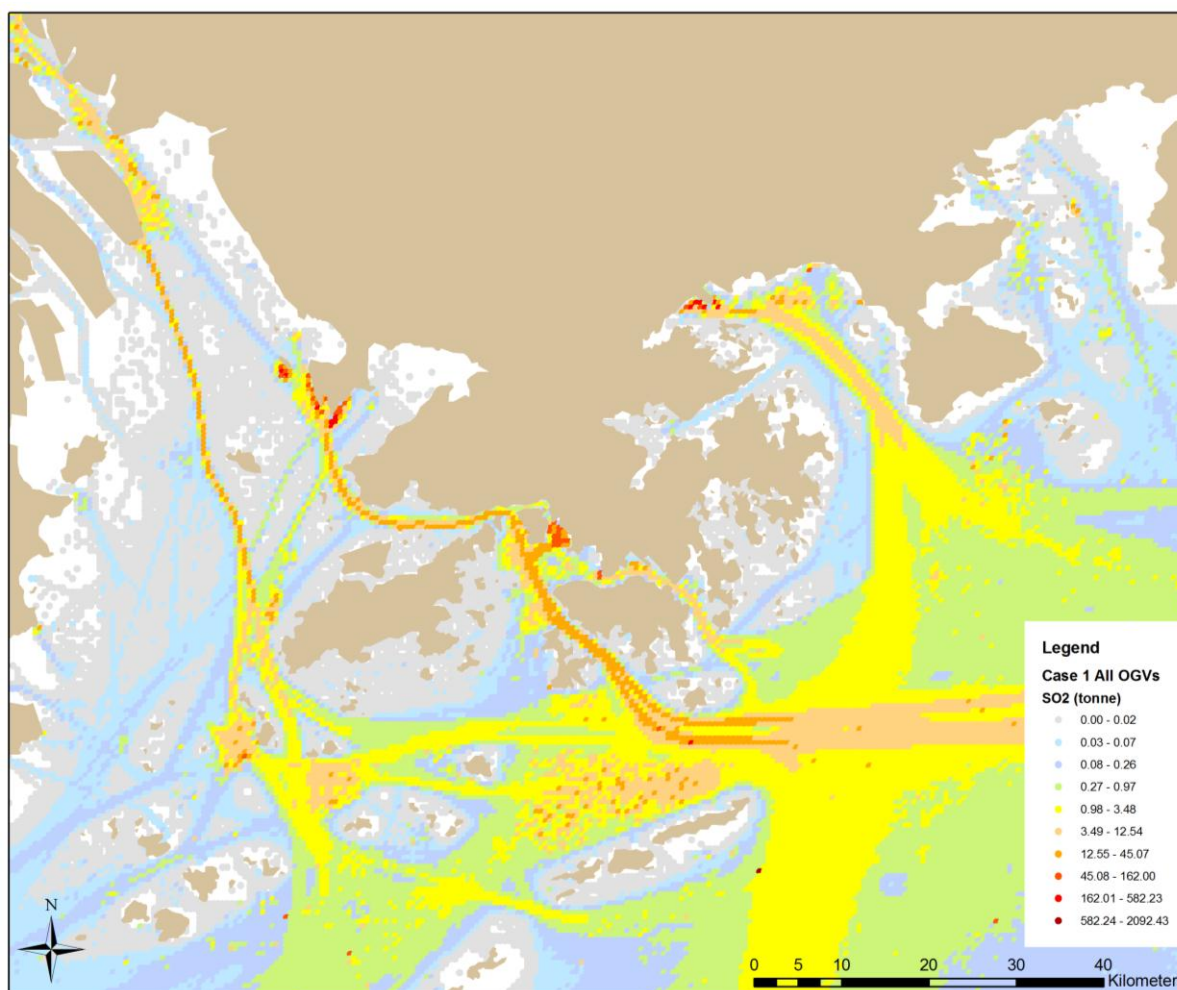 Legend
Case 1 All OGVs
SO2 (tonne)
0.00 - 0.02
0.03 - 0.07
0.08 - 0.26
0.27 - 0.97
0.98 - 3.48
3.49 - 12.54
12.55 - 45.07
45.08 - 162.00
162.01 - 582.23
582.24 - 2092.43
N
0 5 10 20 30 40
Kilometer